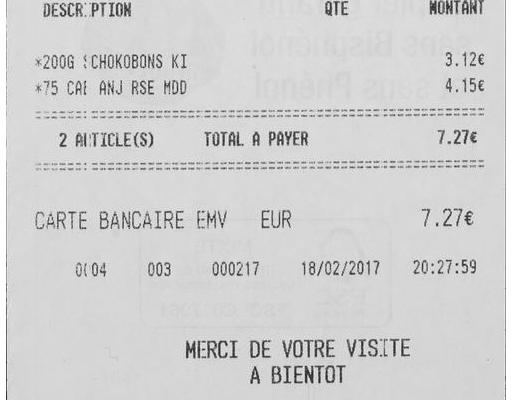 DESCRIPTION QTE MONTANT
*200G SCHOKOBONS KI 3.12€
*75 CAB ANJ RSE MDD 4.15€
2 ARTICLE(S) TOTAL A PAYER 7.27€
CARTE BANCAIRE EMV EUR 7.27€
0004 003 000217 18/02/2017 20:27:59
MERCI DE VOTRE VISITE
A BIENTOT